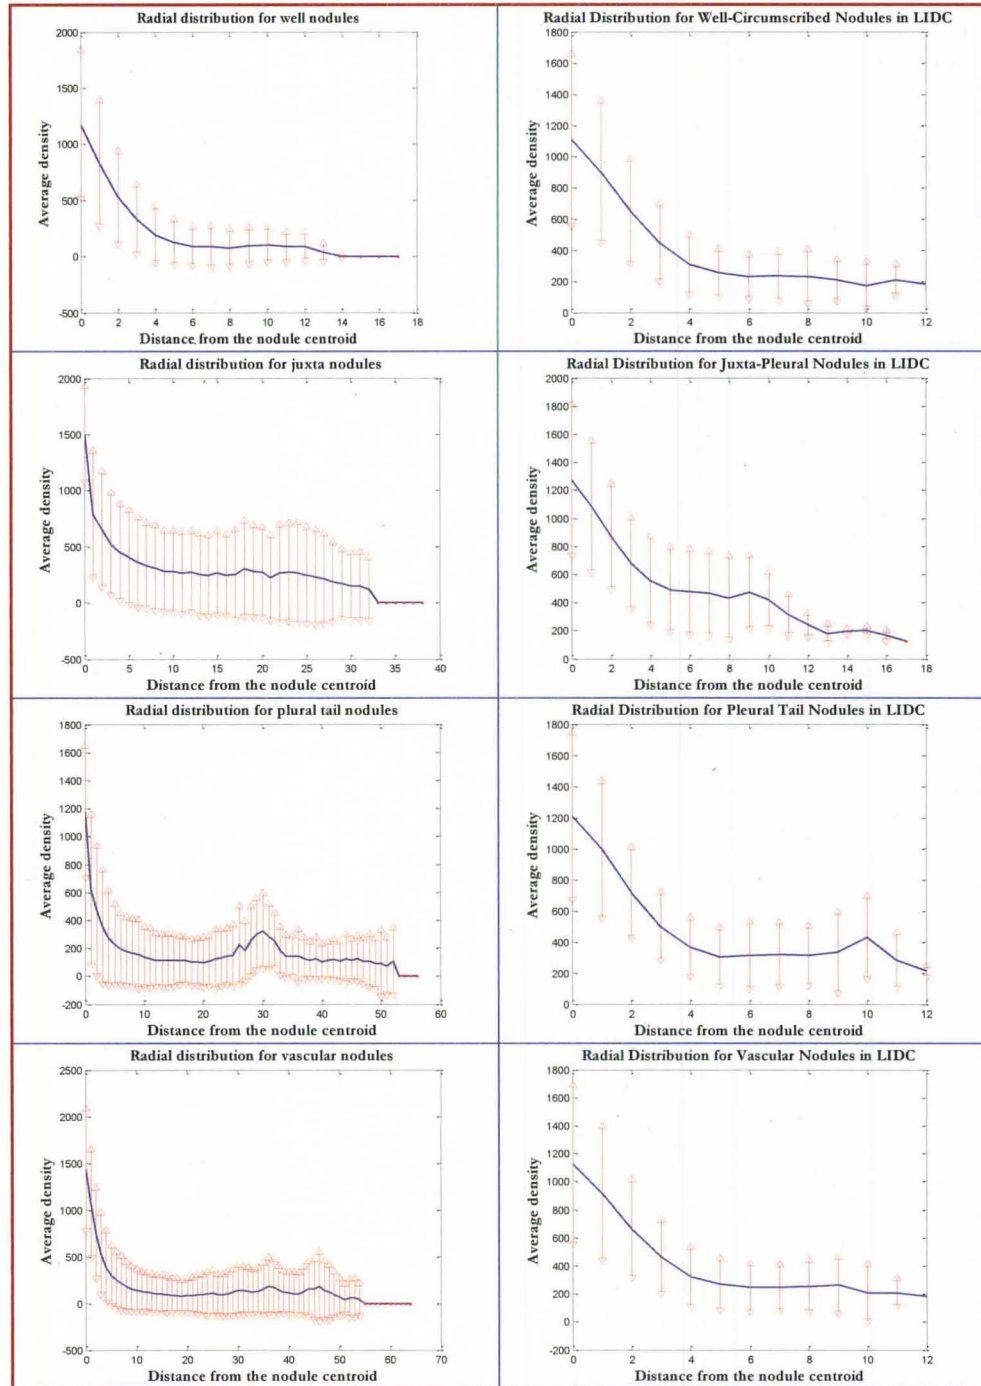 Radial distribution for well nodules
2000
1500
1000
500
0
-500
Average density
0 2 4 6 8 10 12 14 16 18
Distance from the nodule centroid
Radial Distribution for Well-Circumscribed Nodules in LIDC
1800
1600
1400
1200
1000
800
600
400
200
0
Average density
0 2 4 6 8 10 12
Distance from the nodule centroid
Radial distribution for juxta nodules
2000
1500
1000
500
0
-500
Average density
0 5 10 15 20 25 30 35 40
Distance from the nodule centroid
Radial Distribution for Juxta-Pleural Nodules in LIDC
2000
1800
1600
1400
1200
1000
800
600
400
200
0
Average density
0 2 4 6 8 10 12 14 16 18
Distance from the nodule centroid
Radial distribution for plural tail nodules
1800
1600
1400
1200
1000
800
600
400
200
0
-200
Average density
0 10 20 30 40 50 60
Distance from the nodule centroid
Radial Distribution for Pleural Tail Nodules in LIDC
1800
1600
1400
1200
1000
800
600
400
200
0
Average density
0 2 4 6 8 10 12
Distance from the nodule centroid
Radial distribution for vascular nodules
2500
2000
1500
1000
500
0
-500
Average density
0 10 20 30 40 50 60 70
Distance from the nodule centroid
Radial Distribution for Vascular Nodules in LIDC
1800
1600
1400
1200
1000
800
600
400
200
0
-200
Average density
0 2 4 6 8 10 12
Distance from the nodule centroid